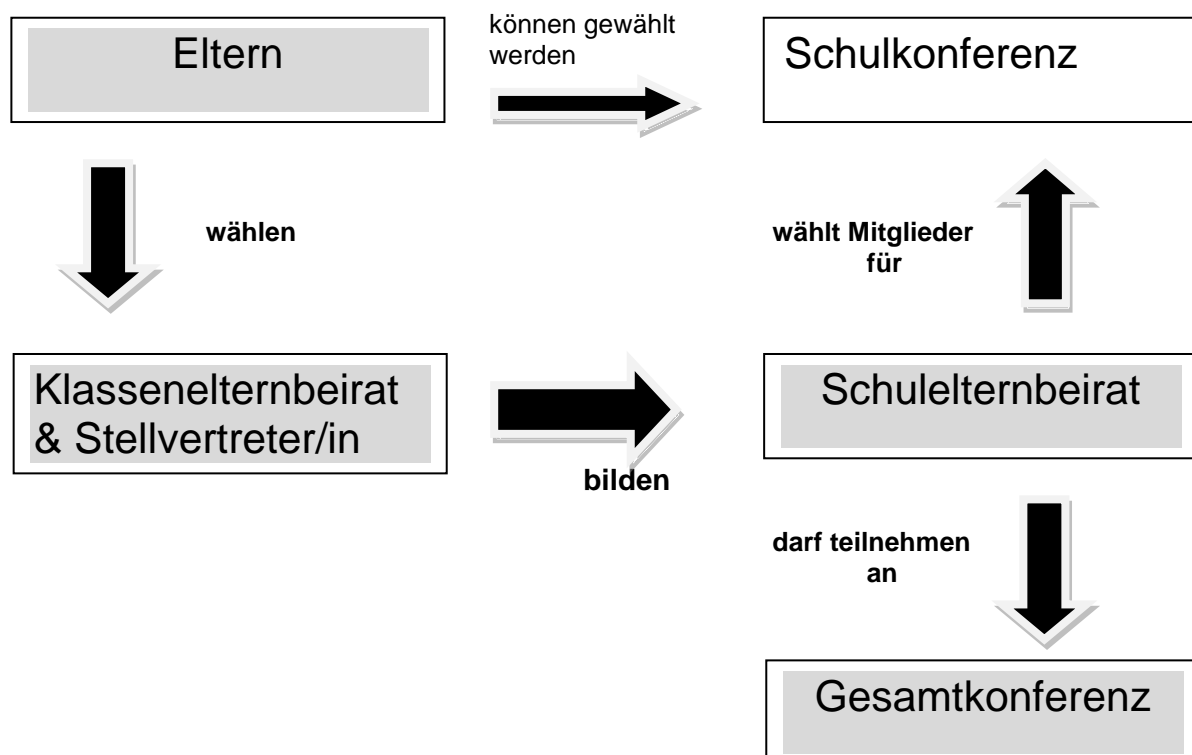 Eltern
können gewählt
werden
Schulkonferenz
wählen
wählt Mitglieder
für
Klassenelternbeirat
& Stellvertreter/in
bilden
Schulelternbeirat
darf teilnehmen
an
Gesamtkonferenz